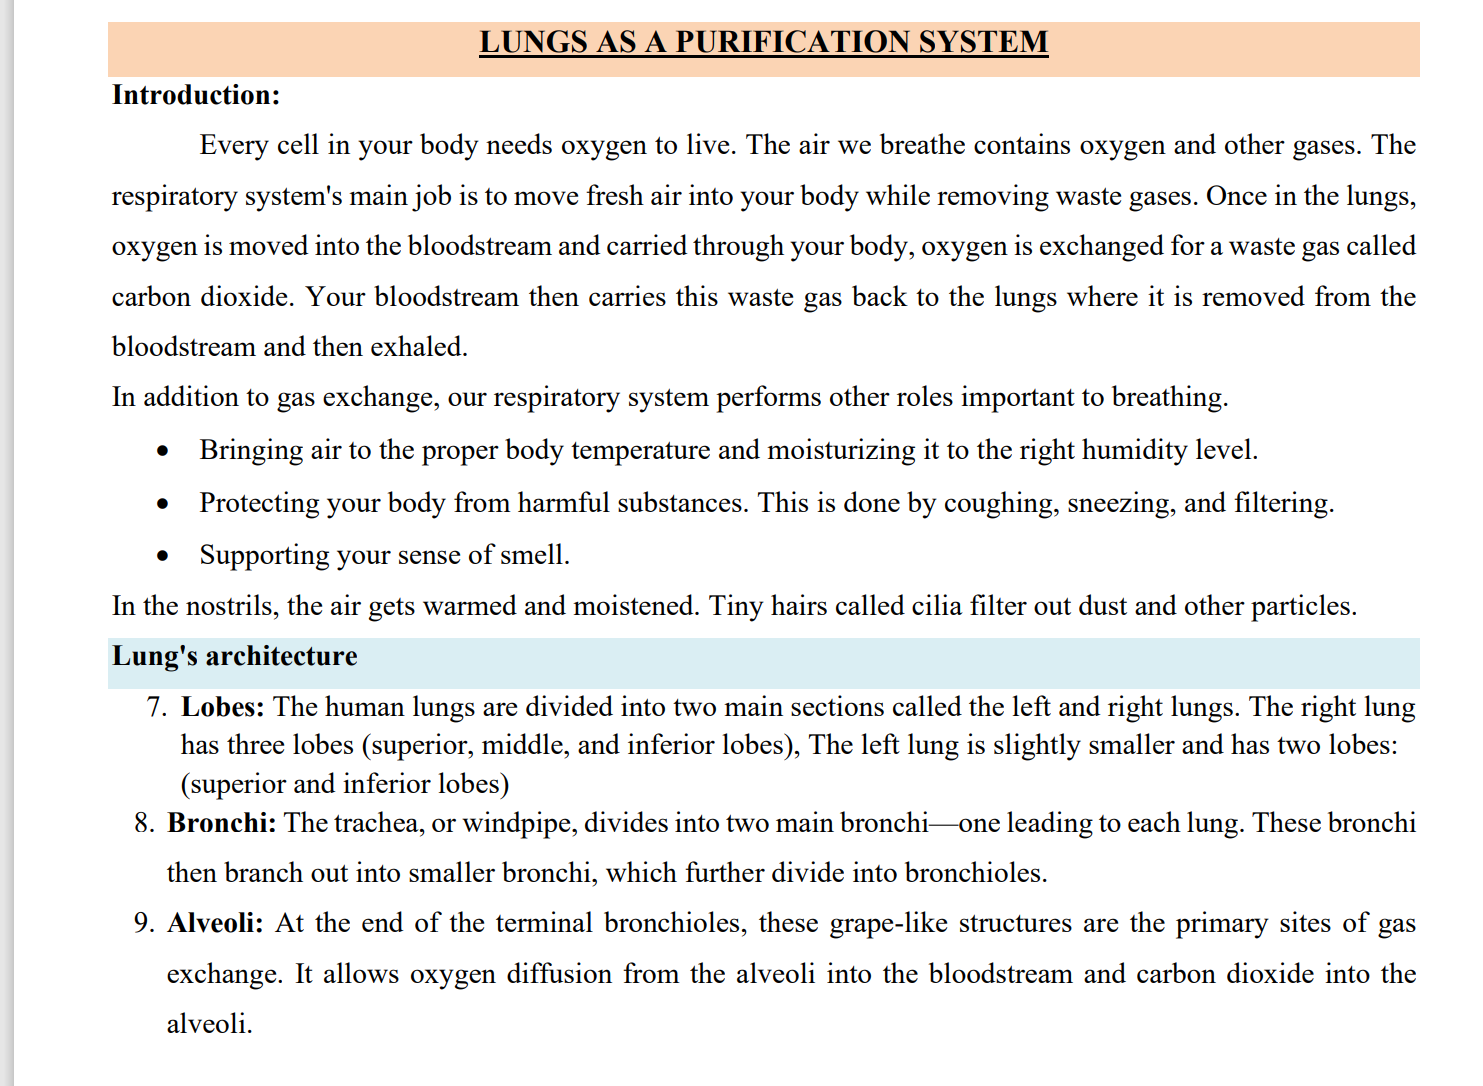 LUNGS AS A PURIFICATION SYSTEM
Introduction:
Every cell in your body needs oxygen to live. The air we breathe contains oxygen and other gases. The
respiratory system's main job is to move fresh air into your body while removing waste gases. Once in the lungs,
oxygen is moved into the bloodstream and carried through your body, oxygen is exchanged for a waste gas called
carbon dioxide. Your bloodstream then carries this waste gas back to the lungs where it is removed from the
bloodstream and then exhaled.
In addition to gas exchange, our respiratory system performs other roles important to breathing.
• Bringing air to the proper body temperature and moisturizing it to the right humidity level.
• Protecting your body from harmful substances. This is done by coughing, sneezing, and filtering.
• Supporting your sense of smell.
In the nostrils, the air gets warmed and moistened. Tiny hairs called cilia filter out dust and other particles.
Lung's architecture
7. Lobes: The human lungs are divided into two main sections called the left and right lungs. The right lung
has three lobes (superior, middle, and inferior lobes), The left lung is slightly smaller and has two lobes:
(superior and inferior lobes)
8. Bronchi: The trachea, or windpipe, divides into two main bronchi—one leading to each lung. These bronchi
then branch out into smaller bronchi, which further divide into bronchioles.
9. Alveoli: At the end of the terminal bronchioles, these grape-like structures are the primary sites of gas
exchange. It allows oxygen diffusion from the alveoli into the bloodstream and carbon dioxide into the
alveoli.